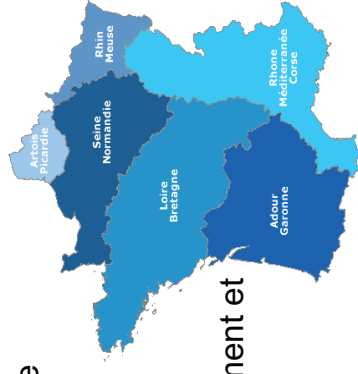 Artois
Picardie
Rhin
Meuse
Seine
Normandie
Loire
Bretagne
Rhone
Méditerranée
Corse
Adour
Garonne
e
ment et